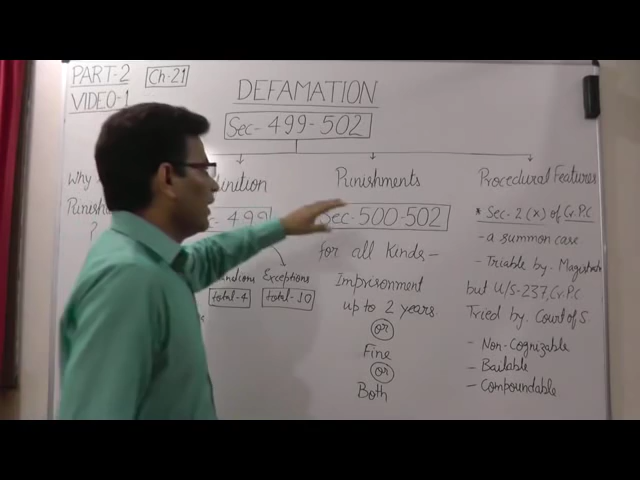 PART-2
VIDEO-1
Ch-21
DEFAMATION
Sec- 499-502
Why
Punish
?
499
Exceptions
total-4
total-10
Punishments
Sec-500-502
for all Kinds-
Imprisonment
up to 2 years
or
Fine
or
Both
Procedural Features
* Sec-2(x) of Cr.P.C
- a summon case.
- Triable by. Magistrate
but U/S-237, Cr.P.C
Tried by. Court of S.
- Non-Cognizable
- Bailable
- Compoundable